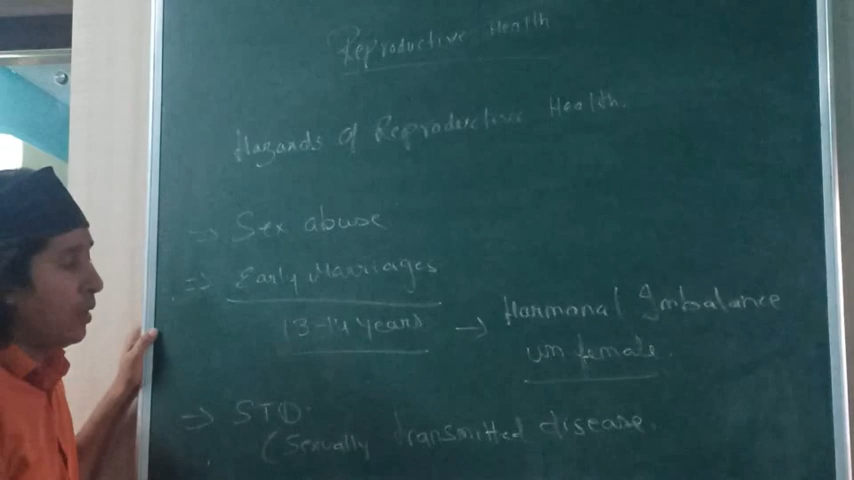 Reproductive Health
Hazards of Reproductive Health.
→ Sex abuse
⇒ Early Marriages
13-14 years → Harmonal Imbalance
in female.
→ STD.
(Sexually transmitted disease.